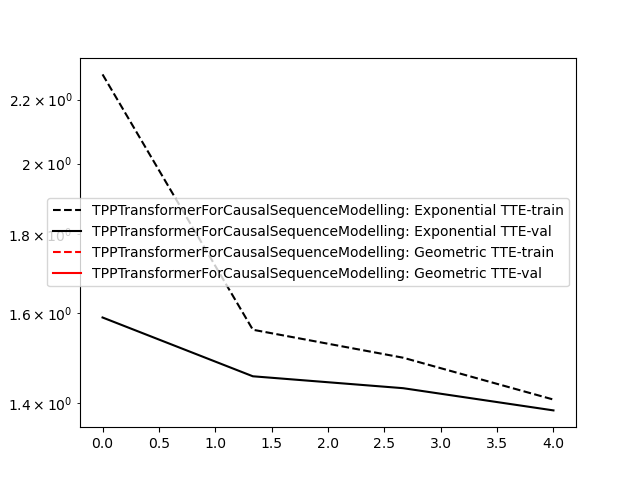 2.2 × 10⁰
2 × 10⁰
1.8 × 10⁰
1.6 × 10⁰
1.4 × 10⁰
TPPTransformerForCausalSequenceModelling: Exponential TTE-train
TPPTransformerForCausalSequenceModelling: Exponential TTE-val
TPPTransformerForCausalSequenceModelling: Geometric TTE-train
TPPTransformerForCausalSequenceModelling: Geometric TTE-val
0.0 0.5 1.0 1.5 2.0 2.5 3.0 3.5 4.0